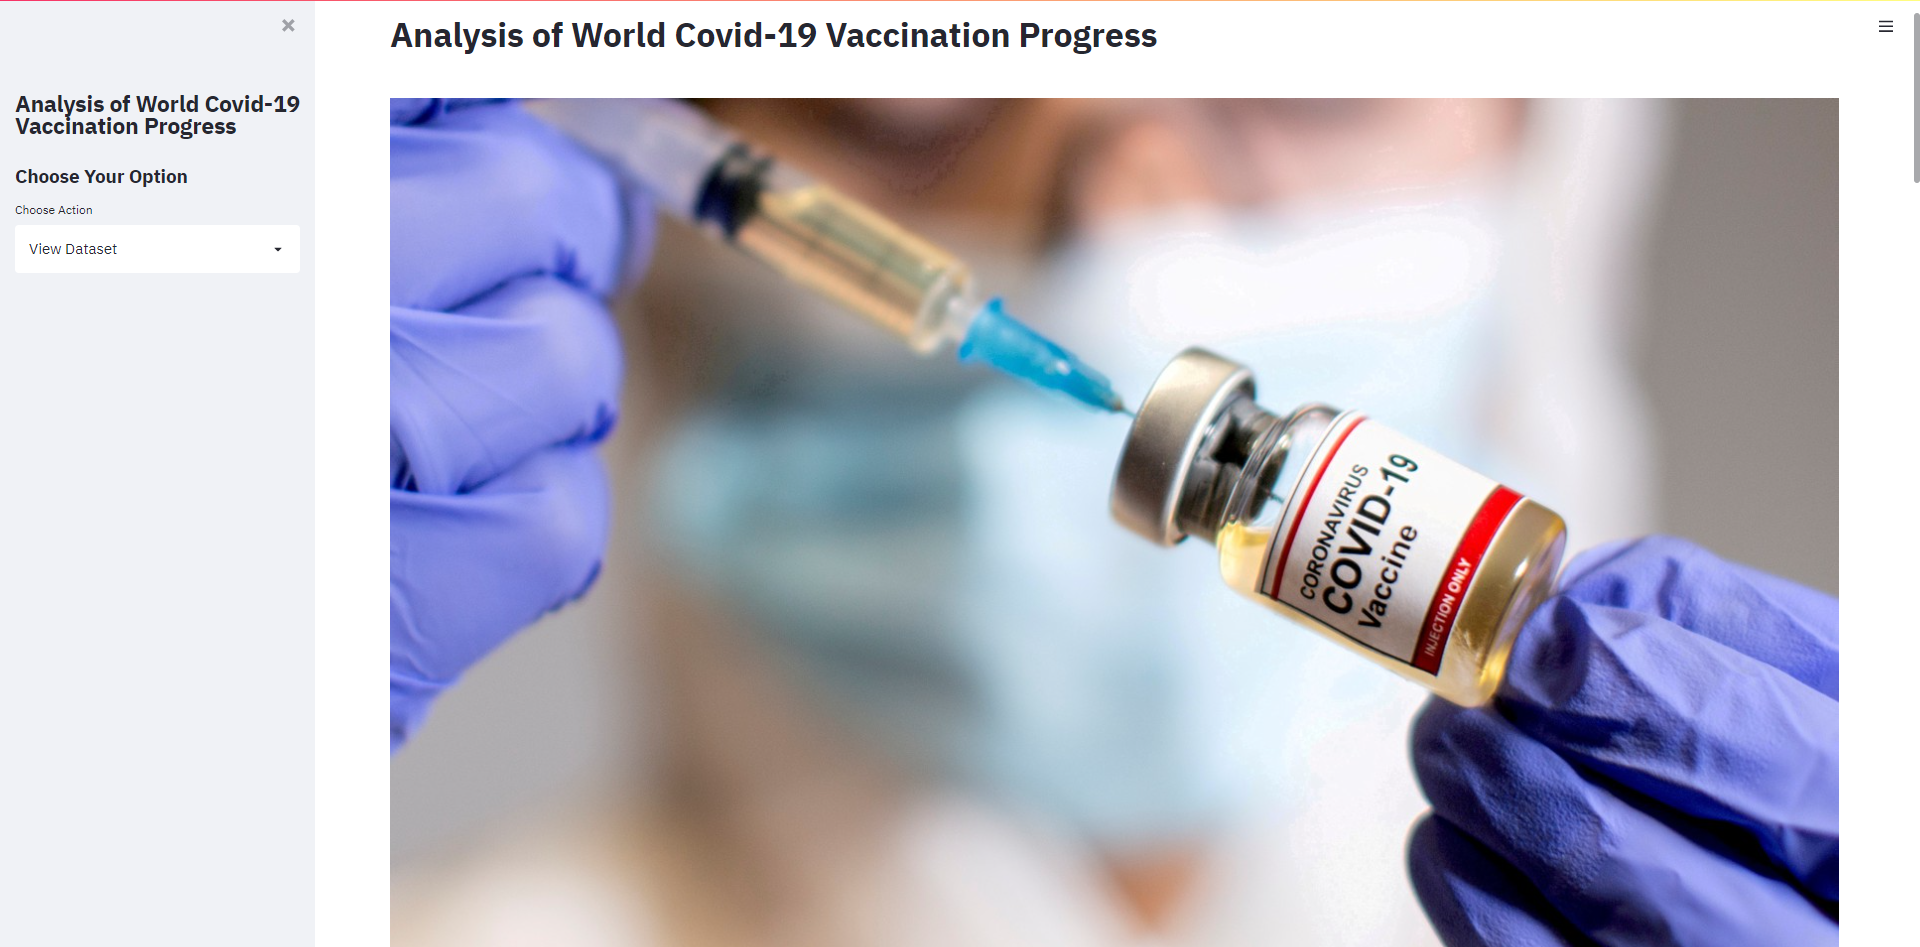 Analysis of World Covid-19
Vaccination Progress
Choose Your Option
Choose Action
View Dataset
Analysis of World Covid-19 Vaccination Progress
CORONAVIRUS
COVID-19
Vaccine
INJECTION ONLY